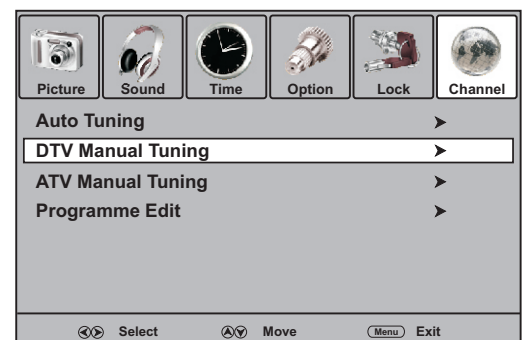 Picture Sound Time Option Lock Channel
Auto Tuning
DTV Manual Tuning
ATV Manual Tuning
Programme Edit
Select Move Menu Exit